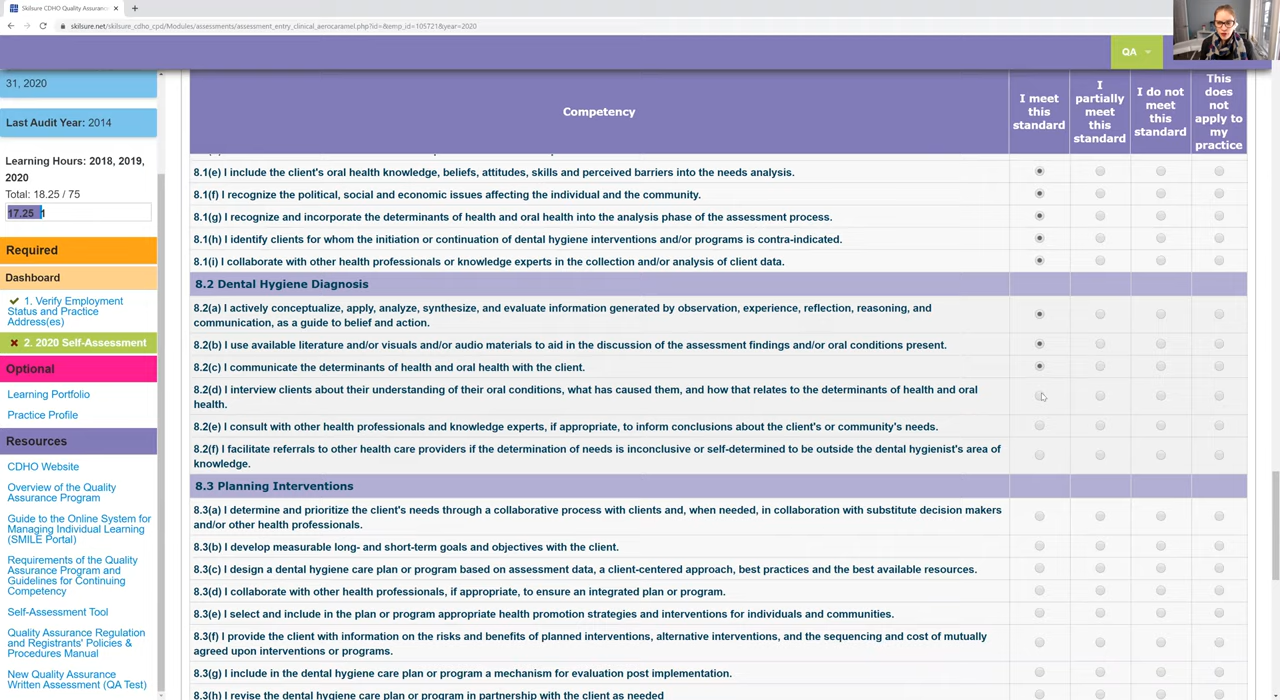 Skilsure CDHO Quality Assurance
skilsure.net/skilsure_cdho_cpd/Modules/assessments/assessment_entry_clinical_aerocaramel.php?id=&emp_id=105721&year=2020
QA
31, 2020
Last Audit Year: 2014
Learning Hours: 2018, 2019,
2020
Total: 18.25 / 75
17.25 1
Required
Dashboard
1. Verify Employment
Status and Practice
Address(es)
2. 2020 Self-Assessment
Optional
Learning Portfolio
Practice Profile
Resources
CDHO Website
Overview of the Quality
Assurance Program
Guide to the Online System for
Managing Individual Learning
(SMILE Portal)
Requirements of the Quality
Assurance Program and
Guidelines for Continuing
Competency
Self-Assessment Tool
Quality Assurance Regulation
and Registrants' Policies &
Procedures Manual
New Quality Assurance
Written Assessment (QA Test)
Competency
I meet
this
standard
I
partially
meet
this
standard
I do not
meet
this
standard
This
does
not
apply to
my
practice
8.1(e) I include the client's oral health knowledge, beliefs, attitudes, skills and perceived barriers into the needs analysis.
8.1(f) I recognize the political, social and economic issues affecting the individual and the community.
8.1(g) I recognize and incorporate the determinants of health and oral health into the analysis phase of the assessment process.
8.1(h) I identify clients for whom the initiation or continuation of dental hygiene interventions and/or programs is contra-indicated.
8.1(i) I collaborate with other health professionals or knowledge experts in the collection and/or analysis of client data.
8.2 Dental Hygiene Diagnosis
8.2(a) I actively conceptualize, apply, analyze, synthesize, and evaluate information generated by observation, experience, reflection, reasoning, and
communication, as a guide to belief and action.
8.2(b) I use available literature and/or visuals and/or audio materials to aid in the discussion of the assessment findings and/or oral conditions present.
8.2(c) I communicate the determinants of health and oral health with the client.
8.2(d) I interview clients about their understanding of their oral conditions, what has caused them, and how that relates to the determinants of health and oral
health.
8.2(e) I consult with other health professionals and knowledge experts, if appropriate, to inform conclusions about the client's or community's needs.
8.2(f) I facilitate referrals to other health care providers if the determination of needs is inconclusive or self-determined to be outside the dental hygienist's area of
knowledge.
8.3 Planning Interventions
8.3(a) I determine and prioritize the client's needs through a collaborative process with clients and, when needed, in collaboration with substitute decision makers
and/or other health professionals.
8.3(b) I develop measurable long- and short-term goals and objectives with the client.
8.3(c) I design a dental hygiene care plan or program based on assessment data, a client-centered approach, best practices and the best available resources.
8.3(d) I collaborate with other health professionals, if appropriate, to ensure an integrated plan or program.
8.3(e) I select and include in the plan or program appropriate health promotion strategies and interventions for individuals and communities.
8.3(f) I provide the client with information on the risks and benefits of planned interventions, alternative interventions, and the sequencing and cost of mutually
agreed upon interventions or programs.
8.3(g) I include in the dental hygiene care plan or program a mechanism for evaluation post implementation.
8.3(h) I revise the dental hygiene care plan or program in partnership with the client as needed